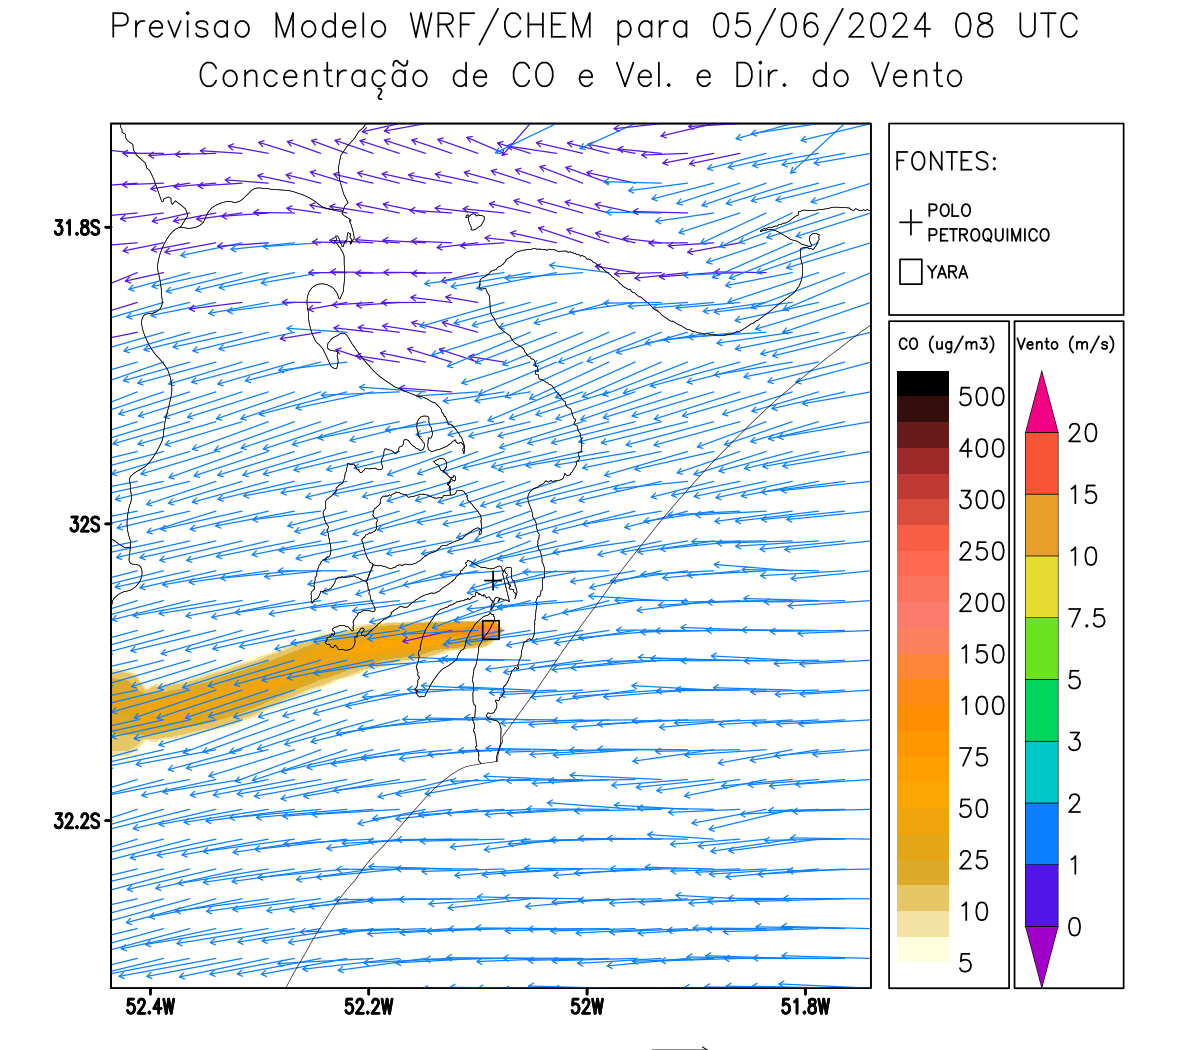 Previsao Modelo WRF/CHEM para 05/06/2024 08 UTC
Concentração de CO e Vel. e Dir. do Vento
FONTES:
POLO
PETROQUIMICO
YARA
31.8S
32S
32.2S
52.4W
52.2W
52W
51.8W
CO (ug/m3)
500
400
300
250
200
150
100
75
50
25
10
5
Vento (m/s)
20
15
10
7.5
5
3
2
1
0